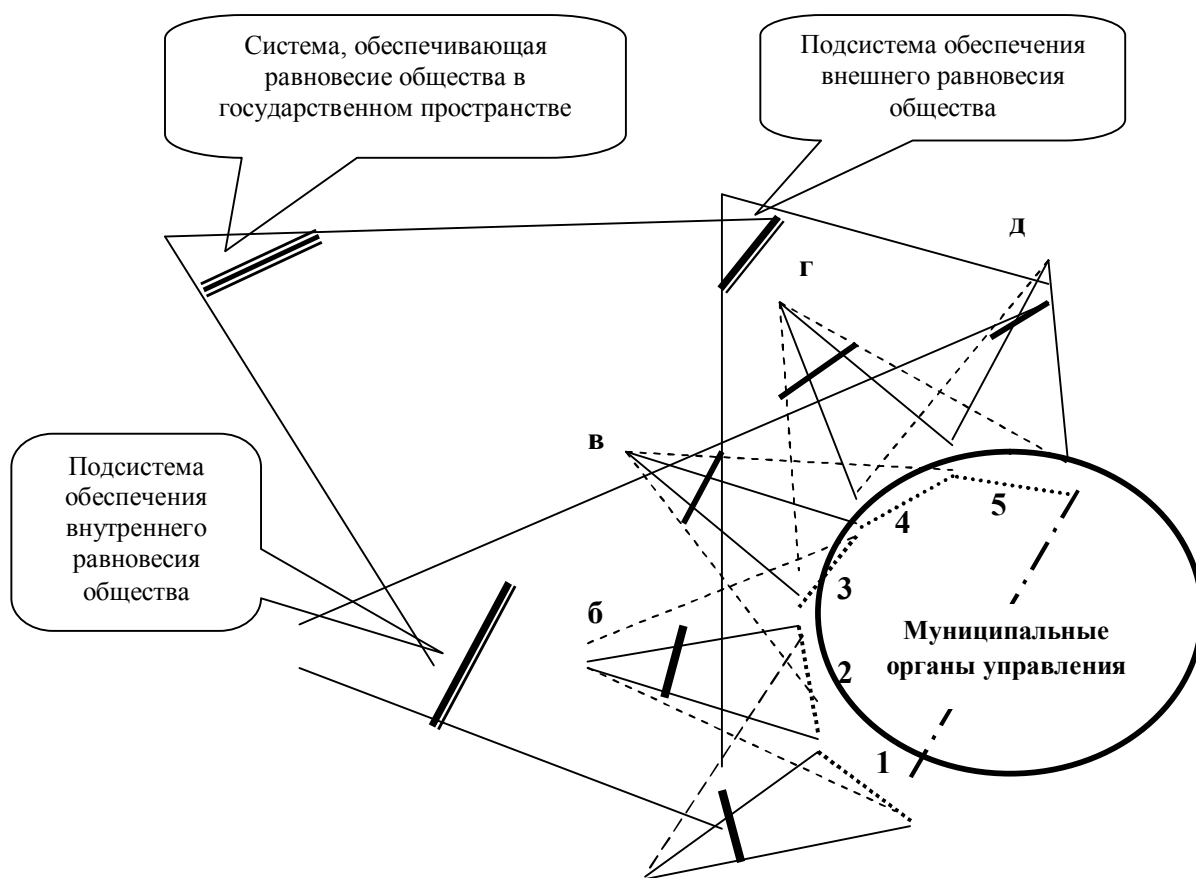 Система, обеспечивающая
равновесие общества в
государственном пространстве
Подсистема обеспечения
внешнего равновесия
общества
д
г
в
Подсистема
обеспечения
внутреннего
равновесия
общества
5
4
3
б
Муниципальные
органы управления
2
1